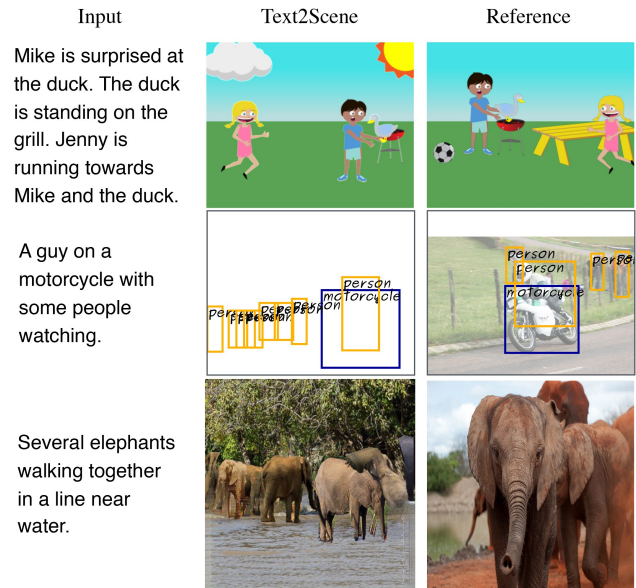 Input
Text2Scene
Reference
Mike is surprised at
the duck. The duck
is standing on the
grill. Jenny is
running towards
Mike and the duck.
A guy on a
motorcycle with
some people
watching.
person
motorcycle
person
person
person
motorcycle
person
Several elephants
walking together
in a line near
water.